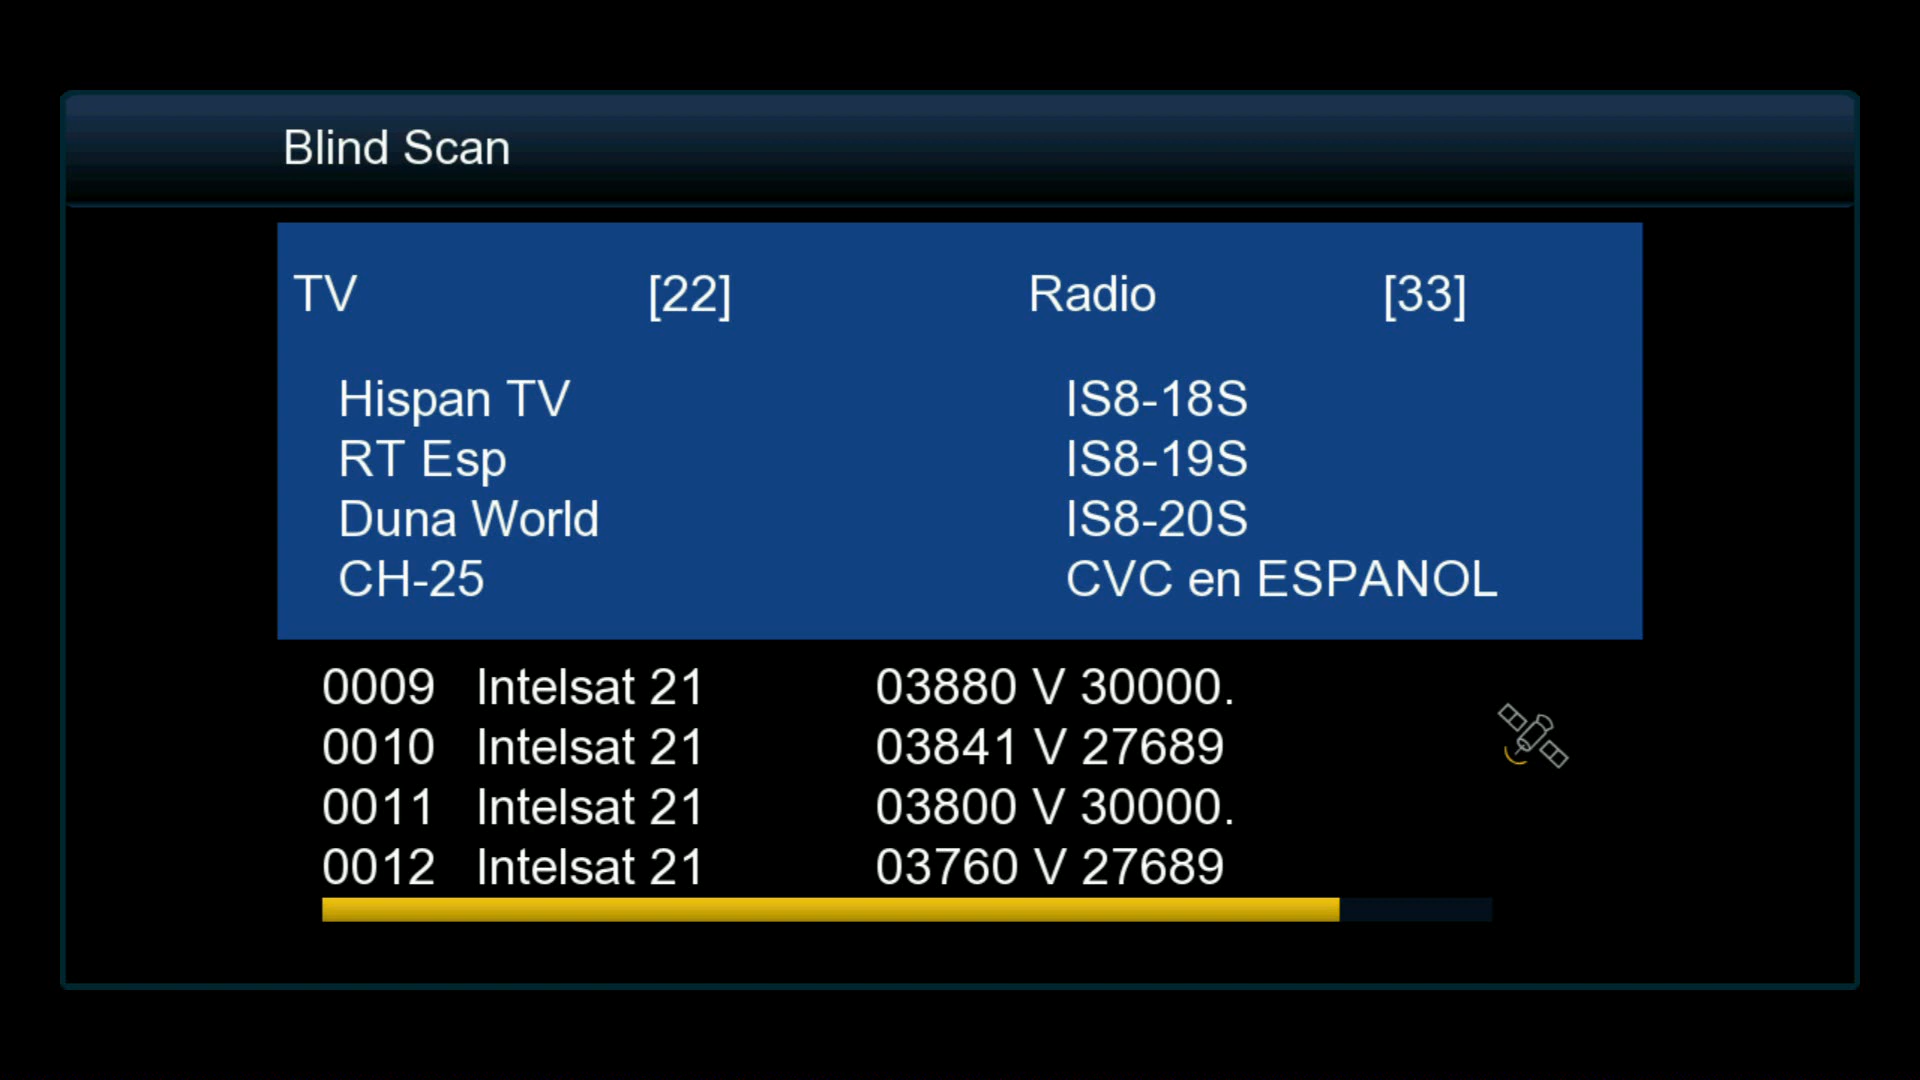 Blind Scan
TV [22] Radio [33]
Hispan TV IS8-18S
RT Esp IS8-19S
Duna World IS8-20S
CH-25 CVC en ESPANOL
0009 Intelsat 21 03880 V 30000.
0010 Intelsat 21 03841 V 27689
0011 Intelsat 21 03800 V 30000.
0012 Intelsat 21 03760 V 27689